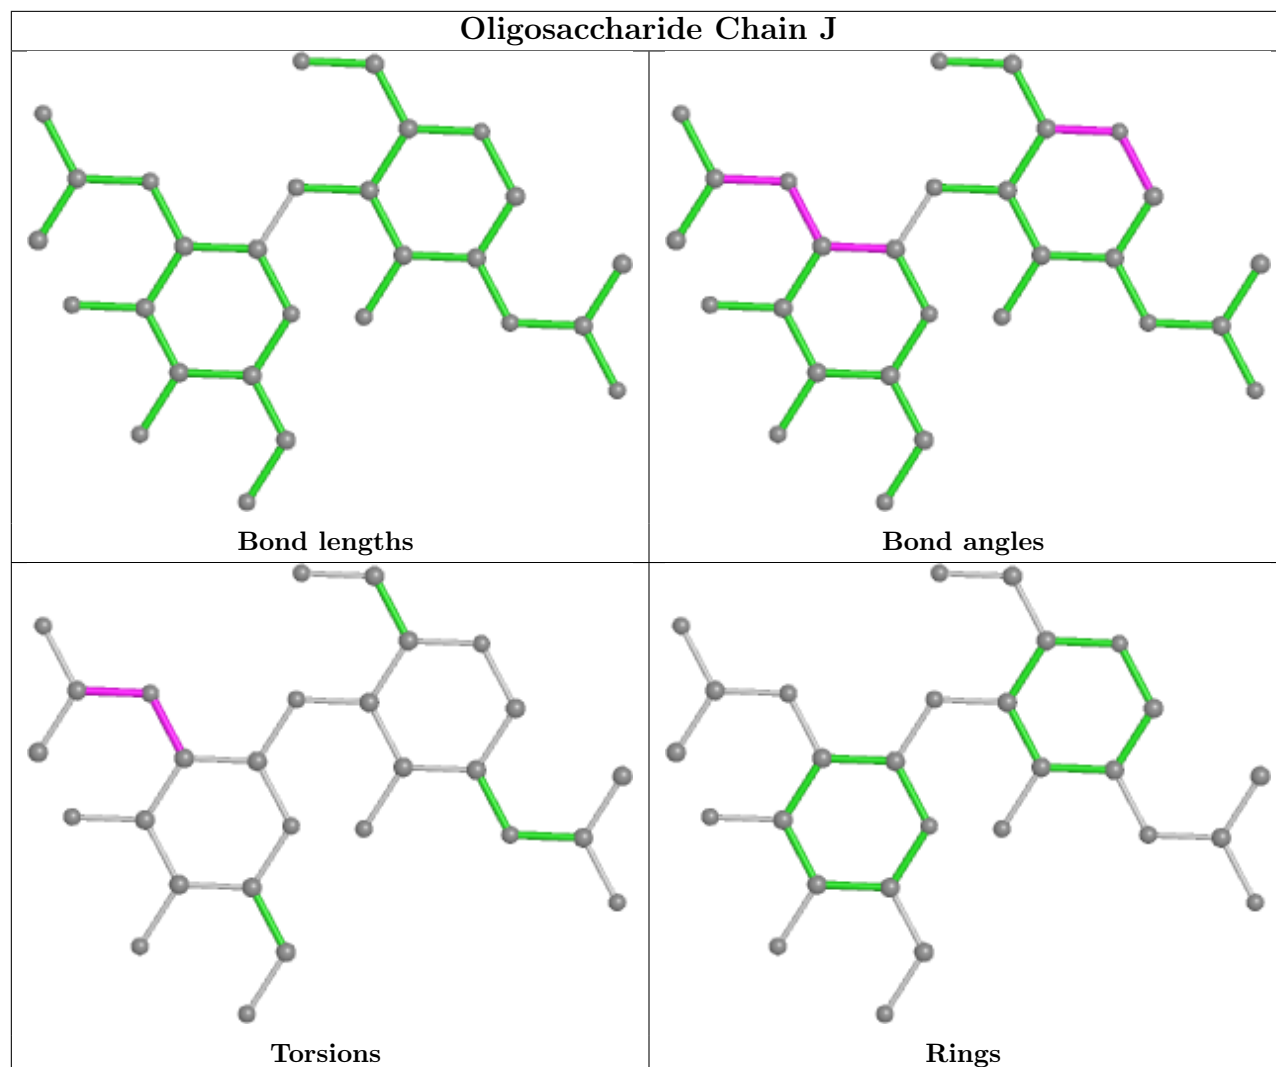 Oligosaccharide Chain J
Bond lengths
Bond angles
Torsions
Rings